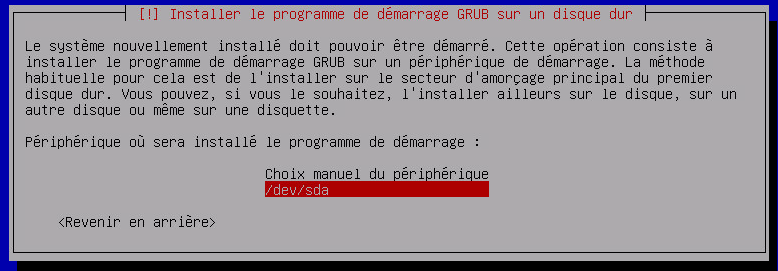 [!] Installer le programme de démarrage GRUB sur un disque dur
Le système nouvellement installé doit pouvoir être démarré. Cette opération consiste à
installer le programme de démarrage GRUB sur un périphérique de démarrage. La méthode
habituelle pour cela est de l'installer sur le secteur d'amorçage principal du premier
disque dur. Vous pouvez, si vous le souhaitez, l'installer ailleurs sur le disque, sur un
autre disque ou même sur une disquette.
Périphérique où sera installé le programme de démarrage :
Choix manuel du périphérique
/dev/sda
<Revenir en arrière>